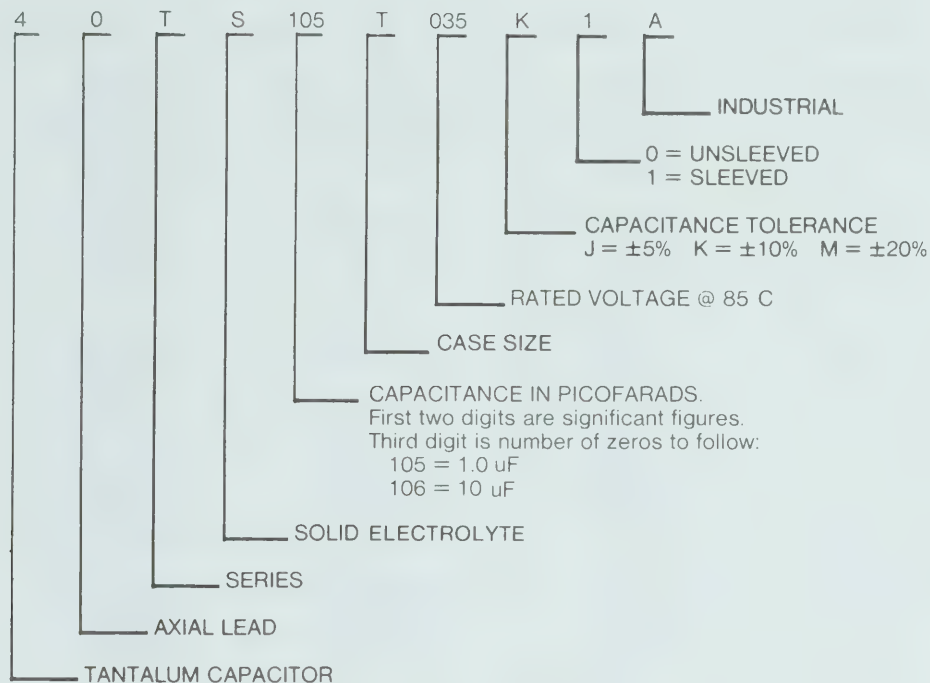 4 0 T S 105 T 035 K 1 A
INDUSTRIAL
0 = UNSLEEVED
1 = SLEEVED
CAPACITANCE TOLERANCE
J = ±5% K = ±10% M = ±20%
RATED VOLTAGE @ 85 C
CASE SIZE
CAPACITANCE IN PICOFARADS.
First two digits are significant figures.
Third digit is number of zeros to follow:
105 = 1.0 uF
106 = 10 uF
SOLID ELECTROLYTE
SERIES
AXIAL LEAD
TANTALUM CAPACITOR